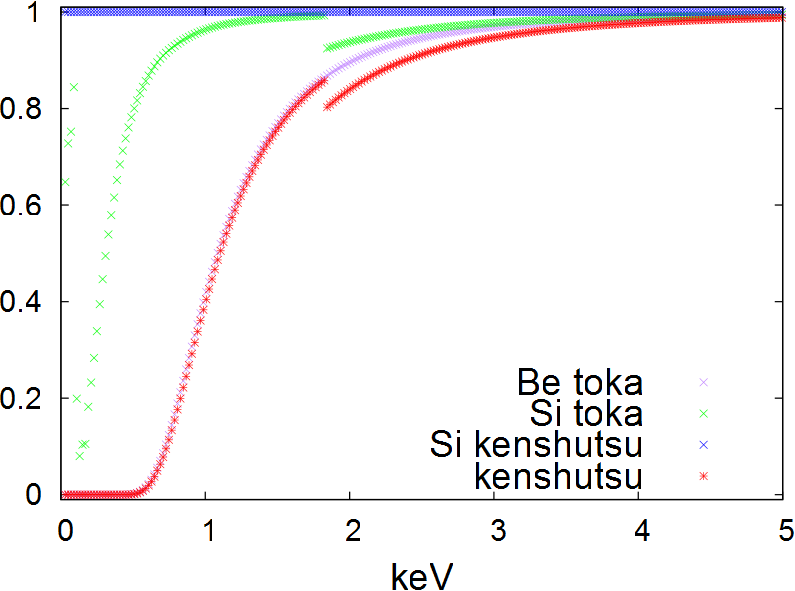 1
0.8
0.6
0.4
0.2
0
0 1 2 3 4 5
keV
Be toka
Si toka
Si kenshutsu
kenshutsu